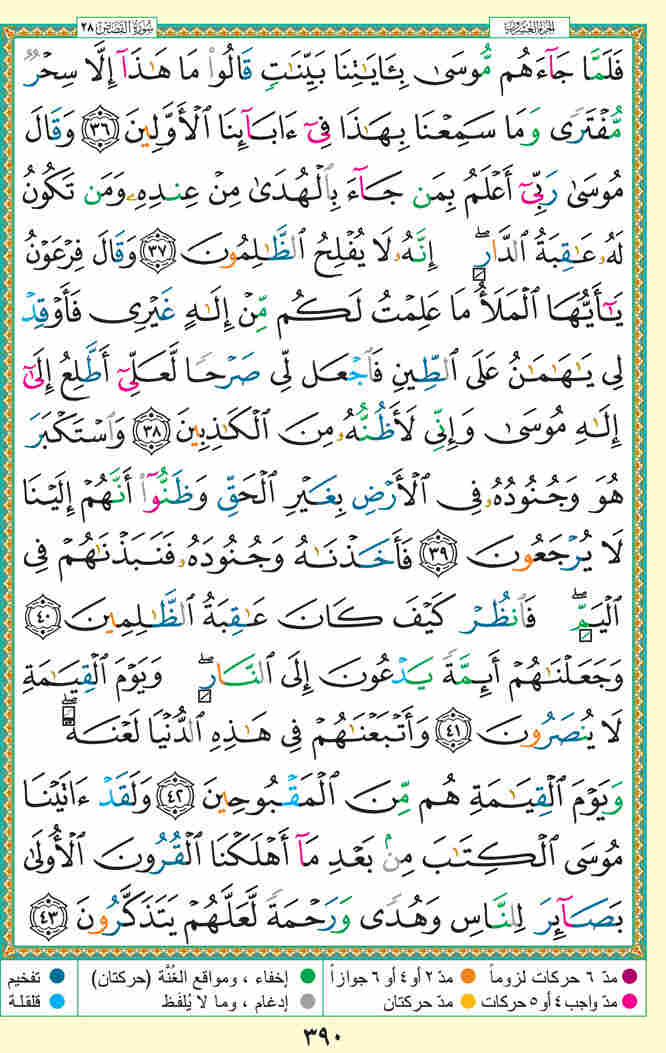 سُورَةُ القَصَصِ ٢٨
الجزء العشرون
فَلَمَّا جَآءَهُم مُّوسَىٰ بِـَٔايَـٰتِنَا بَيِّنَـٰتٍ قَالُوا۟ مَا هَـٰذَآ إِلَّا سِحْرٌ
مُّفْتَرًى وَمَا سَمِعْنَا بِهَـٰذَا فِىٓ ءَابَآئِنَا ٱلْأَوَّلِينَ ٣٦ وَقَالَ
مُوسَىٰ رَبِّىٓ أَعْلَمُ بِمَن جَآءَ بِٱلْهُدَىٰ مِنْ عِندِهِۦ وَمَن تَكُونُ
لَهُۥ عَـٰقِبَةُ ٱلدَّارِ ۖ إِنَّهُۥ لَا يُفْلِحُ ٱلظَّـٰلِمُونَ ٣٧ وَقَالَ فِرْعَوْنُ
يَـٰٓأَيُّهَا ٱلْمَلَأُ مَا عَلِمْتُ لَكُم مِّنْ إِلَـٰهٍ غَيْرِى فَأَوْقِدْ
لِى يَـٰهَـٰمَـٰنُ عَلَى ٱلطِّينِ فَٱجْعَل لِّى صَرْحًا لَّعَلِّىٓ أَطَّلِعُ إِلَىٰٓ
إِلَـٰهِ مُوسَىٰ وَإِنِّى لَأَظُنُّهُۥ مِنَ ٱلْكَـٰذِبِينَ ٣٨ وَٱسْتَكْبَرَ
هُوَ وَجُنُودُهُۥ فِى ٱلْأَرْضِ بِغَيْرِ ٱلْحَقِّ وَظَنُّوٓا۟ أَنَّهُمْ إِلَيْنَا
لَا يُرْجَعُونَ ٣٩ فَأَخَذْنَـٰهُ وَجُنُودَهُۥ فَنَبَذْنَـٰهُمْ فِى
ٱلْيَمِّ ۖ فَٱنظُرْ كَيْفَ كَانَ عَـٰقِبَةُ ٱلظَّـٰلِمِينَ ٤٠
وَجَعَلْنَـٰهُمْ أَئِمَّةً يَدْعُونَ إِلَى ٱلنَّارِ ۖ وَيَوْمَ ٱلْقِيَـٰمَةِ
لَا يُنصَرُونَ ٤١ وَأَتْبَعْنَـٰهُمْ فِى هَـٰذِهِ ٱلدُّنْيَا لَعْنَةً ۖ
وَيَوْمَ ٱلْقِيَـٰمَةِ هُم مِّنَ ٱلْمَقْبُوحِينَ ٤٢ وَلَقَدْ ءَاتَيْنَا
مُوسَى ٱلْكِتَـٰبَ مِنۢ بَعْدِ مَآ أَهْلَكْنَا ٱلْقُرُونَ ٱلْأُولَىٰ
بَصَآئِرَ لِلنَّاسِ وَهُدًى وَرَحْمَةً لَّعَلَّهُمْ يَتَذَكَّرُونَ ٤٣
مدّ ٦ حركات لزوماً مدّ ٢ أو ٤ أو ٦ جوازاً إخفاء ، ومواقع الغُنَّة (حركتان) تفخيم
مدّ واجب ٤ أو ٥ حركات مدّ حركتان إدغام ، وما لا يُلفَظ قلقلة
٣٩٠